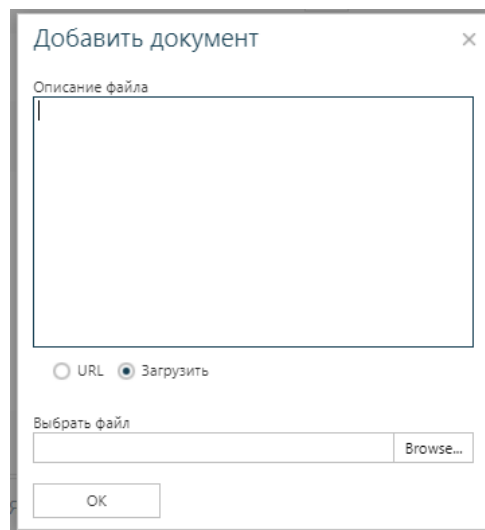 Добавить документ
Описание файла
URL Загрузить
Выбрать файл
Browse...
OK